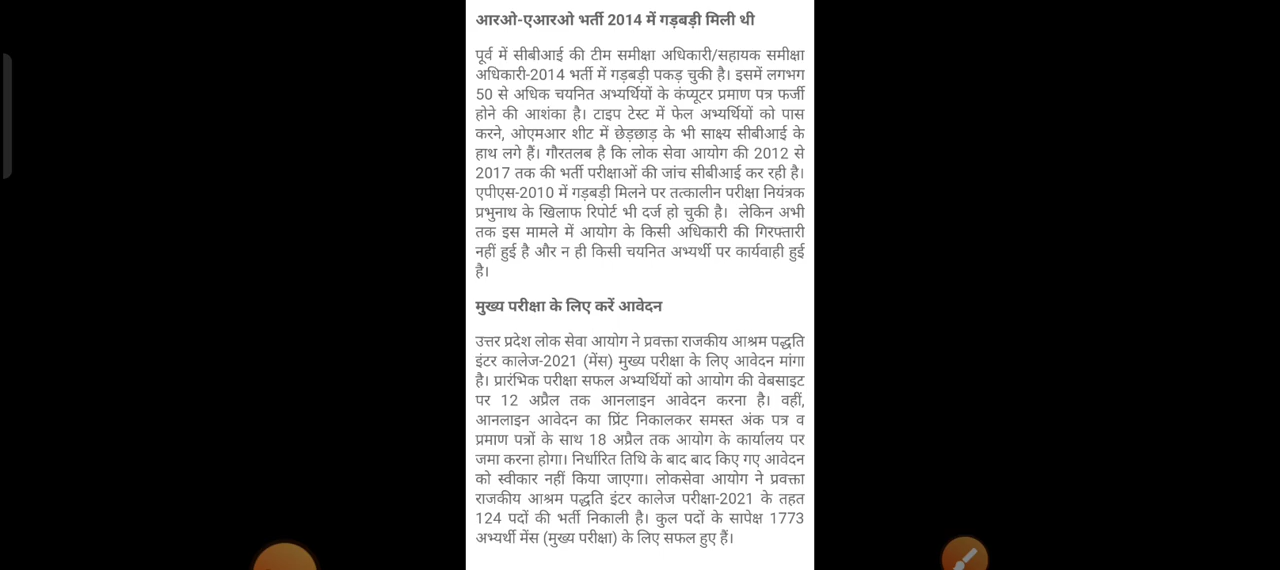 आरओ-एआरओ भर्ती 2014 में गड़बड़ी मिली थी
पूर्व में सीबीआई की टीम समीक्षा अधिकारी/सहायक समीक्षा
अधिकारी-2014 भर्ती में गड़बड़ी पकड़ चुकी है। इसमें लगभग
50 से अधिक चयनित अभ्यर्थियों के कंप्यूटर प्रमाण पत्र फर्जी
होने की आशंका है। टाइप टेस्ट में फेल अभ्यर्थियों को पास
करने, ओएमआर शीट में छेड़छाड़ के भी साक्ष्य सीबीआई के
हाथ लगे हैं। गौरतलब है कि लोक सेवा आयोग की 2012 से
2017 तक की भर्ती परीक्षाओं की जांच सीबीआई कर रही है।
एपीएस-2010 में गड़बड़ी मिलने पर तत्कालीन परीक्षा नियंत्रक
प्रभुनाथ के खिलाफ रिपोर्ट भी दर्ज हो चुकी है। लेकिन अभी
तक इस मामले में आयोग के किसी अधिकारी की गिरफ्तारी
नहीं हुई है और न ही किसी चयनित अभ्यर्थी पर कार्यवाही हुई
है।
मुख्य परीक्षा के लिए करें आवेदन
उत्तर प्रदेश लोक सेवा आयोग ने प्रवक्ता राजकीय आश्रम पद्धति
इंटर कालेज-2021 (मेंस) मुख्य परीक्षा के लिए आवेदन मांगा
है। प्रारंभिक परीक्षा सफल अभ्यर्थियों को आयोग की वेबसाइट
पर 12 अप्रैल तक आनलाइन आवेदन करना है। वहीं,
आनलाइन आवेदन का प्रिंट निकालकर समस्त अंक पत्र व
प्रमाण पत्रों के साथ 18 अप्रैल तक आयोग के कार्यालय पर
जमा करना होगा। निर्धारित तिथि के बाद बाद किए गए आवेदन
को स्वीकार नहीं किया जाएगा। लोकसेवा आयोग ने प्रवक्ता
राजकीय आश्रम पद्धति इंटर कालेज परीक्षा-2021 के तहत
124 पदों की भर्ती निकाली है। कुल पदों के सापेक्ष 1773
अभ्यर्थी मेंस (मुख्य परीक्षा) के लिए सफल हुए हैं।